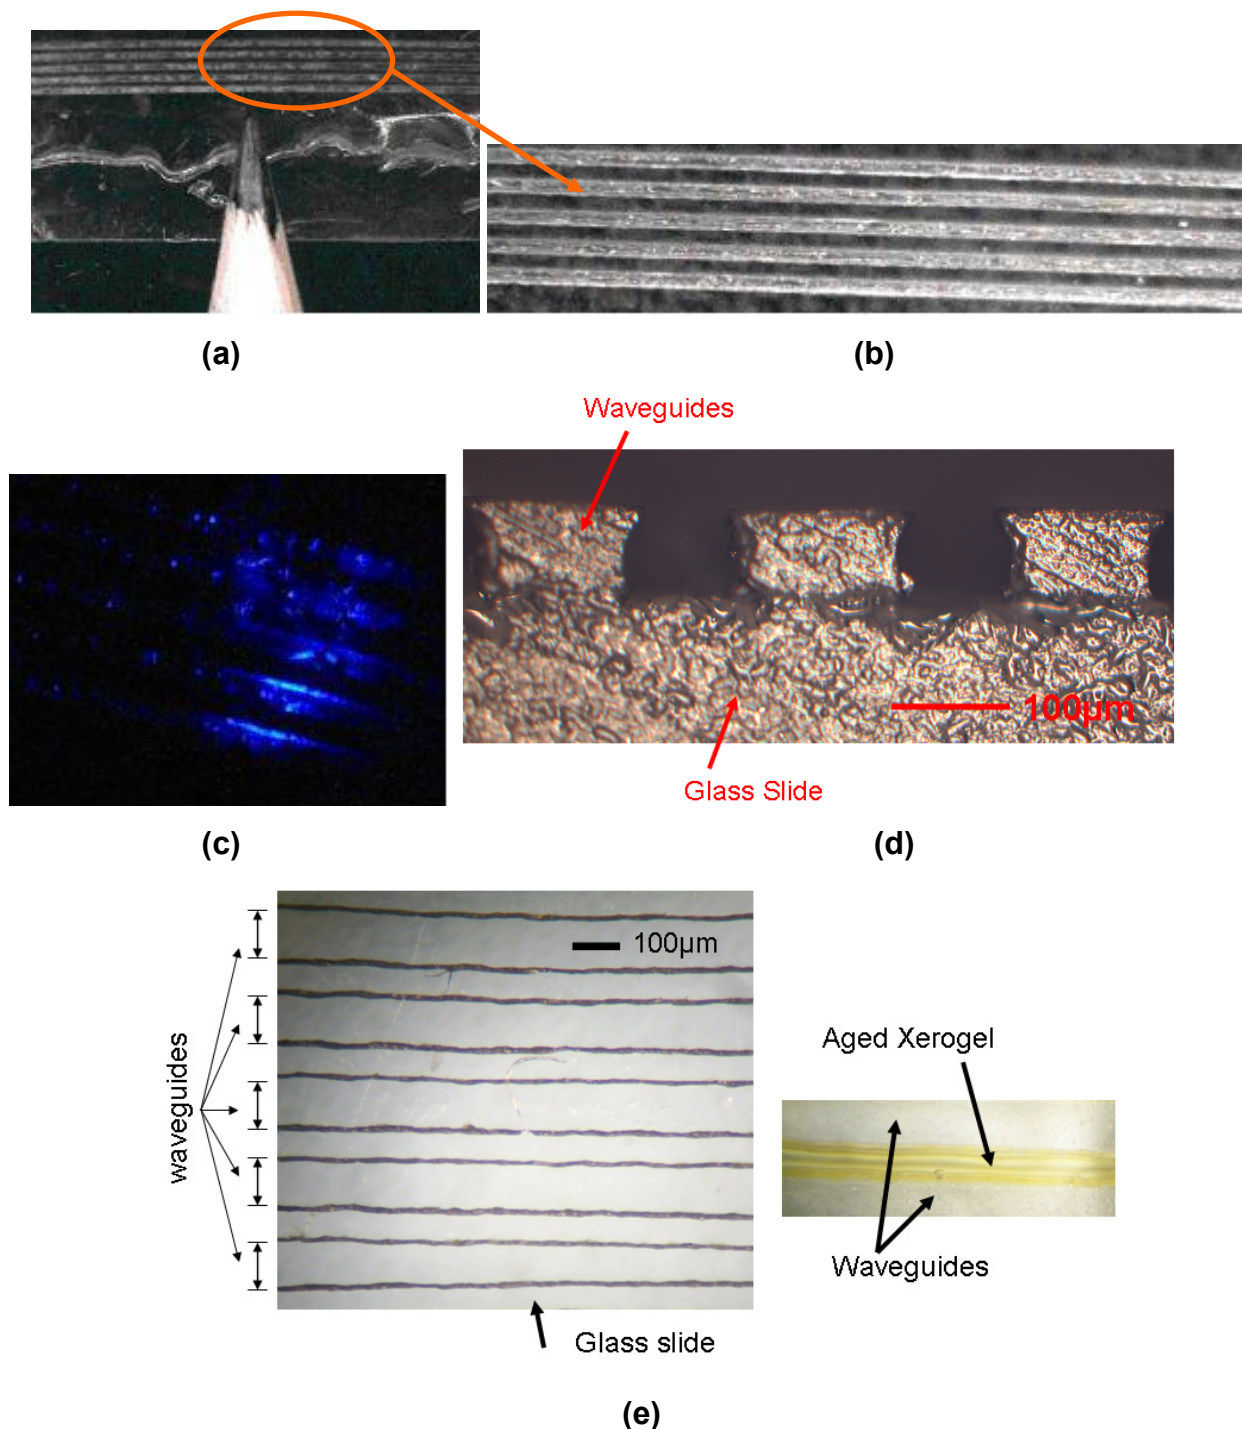 (a)
(b)
Waveguides
100µm
Glass Slide
(c)
(d)
100µm
waveguides
Aged Xerogel
Waveguides
Glass slide
(e)